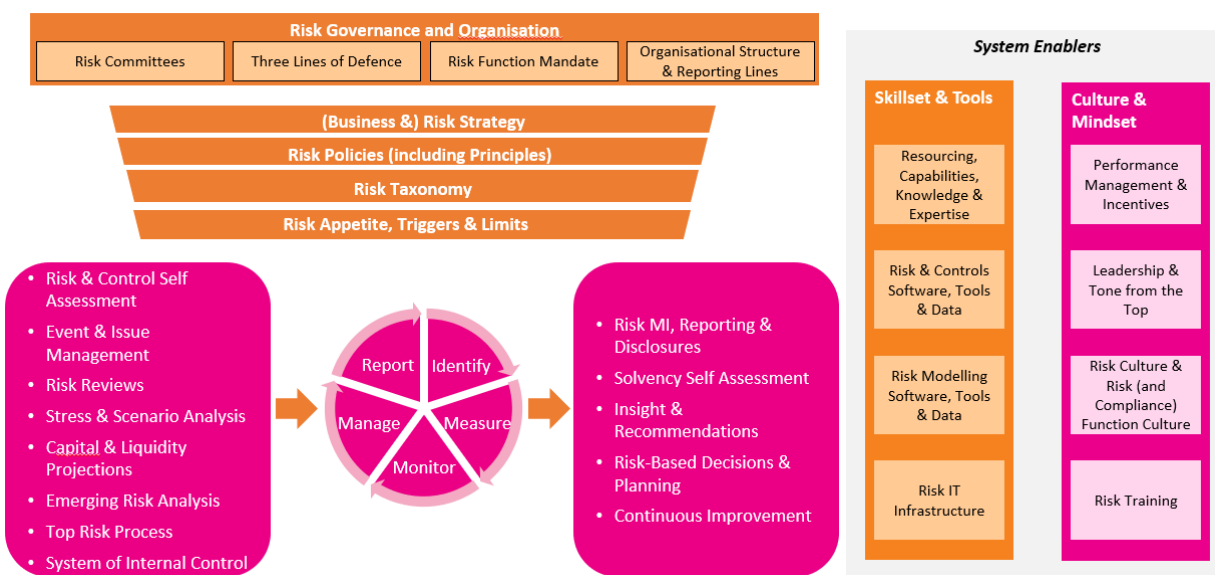 Risk Governance and Organisation
Risk Committees
Three Lines of Defence
Risk Function Mandate
Organisational Structure
& Reporting Lines
(Business &) Risk Strategy
Risk Policies (including Principles)
Risk Taxonomy
Risk Appetite, Triggers & Limits
• Risk & Control Self
Assessment
• Event & Issue
Management
• Risk Reviews
• Stress & Scenario Analysis
• Capital & Liquidity
Projections
• Emerging Risk Analysis
• Top Risk Process
• System of Internal Control
Report
Identify
Manage
Measure
Monitor
• Risk MI, Reporting &
Disclosures
• Solvency Self Assessment
• Insight &
Recommendations
• Risk-Based Decisions &
Planning
• Continuous Improvement
System Enablers
Skillset & Tools
Resourcing,
Capabilities,
Knowledge &
Expertise
Risk & Controls
Software, Tools
& Data
Risk Modelling
Software, Tools
& Data
Risk IT
Infrastructure
Culture &
Mindset
Performance
Management &
Incentives
Leadership &
Tone from the
Top
Risk Culture &
Risk (and
Compliance)
Function Culture
Risk Training